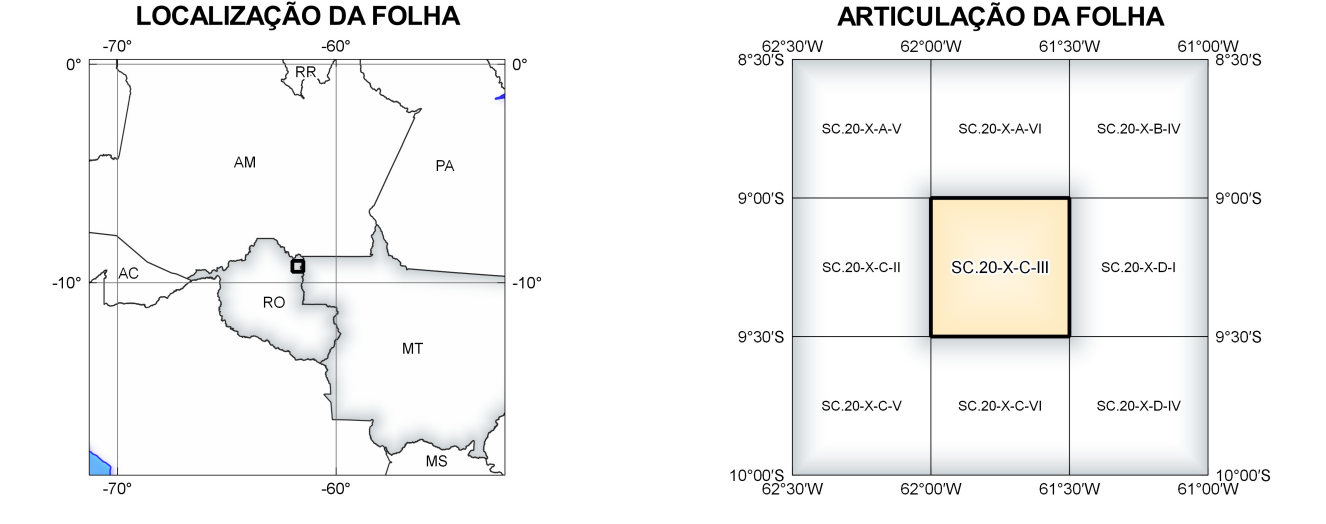 LOCALIZAÇÃO DA FOLHA
-70° -60°
0° RR 0°
AM PA
AC
-10° -10°
RO
MT
MS
-70° -60°
ARTICULAÇÃO DA FOLHA
62°30'W 62°00'W 61°30'W 61°00'W
8°30'S 8°30'S
SC.20-X-A-V SC.20-X-A-VI SC.20-X-B-IV
9°00'S 9°00'S
SC.20-X-C-II SC.20-X-C-III SC.20-X-D-I
9°30'S 9°30'S
SC.20-X-C-V SC.20-X-C-VI SC.20-X-D-IV
10°00'S 10°00'S
62°30'W 62°00'W 61°30'W 61°00'W